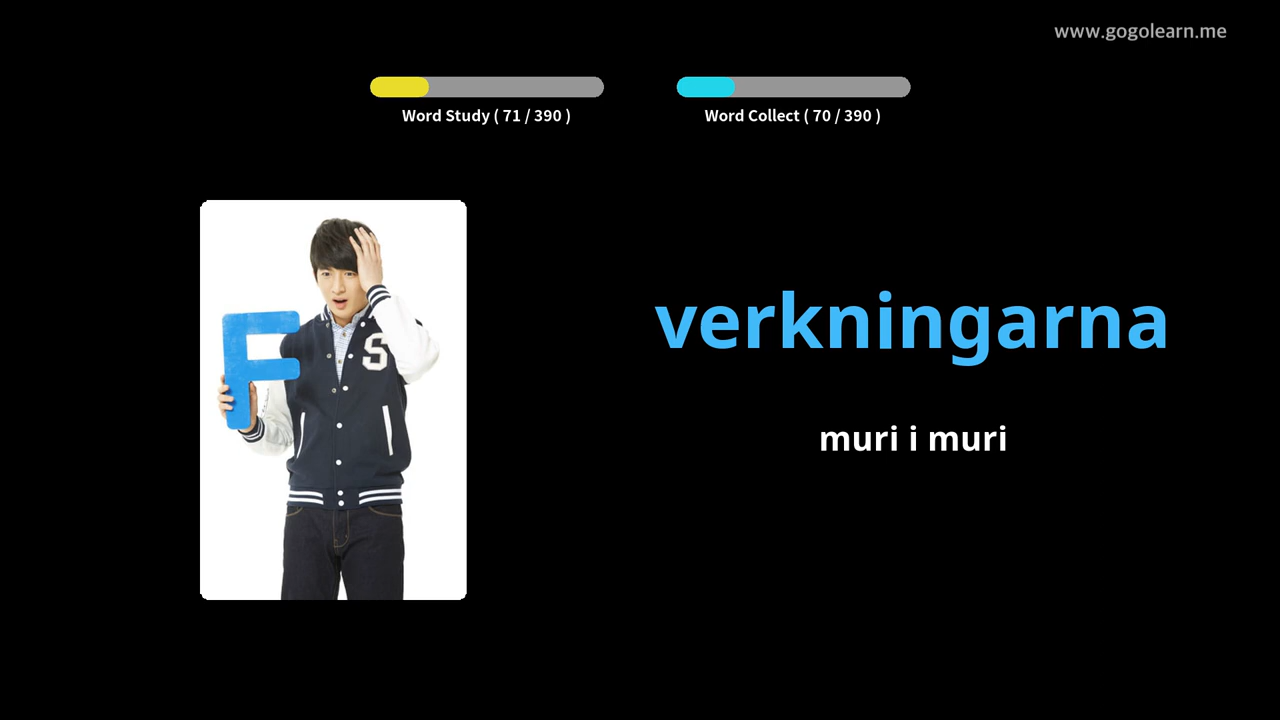 www.gogolearn.me
Word Study ( 71 / 390 )
Word Collect ( 70 / 390 )
F
S
verkningarna
muri i muri